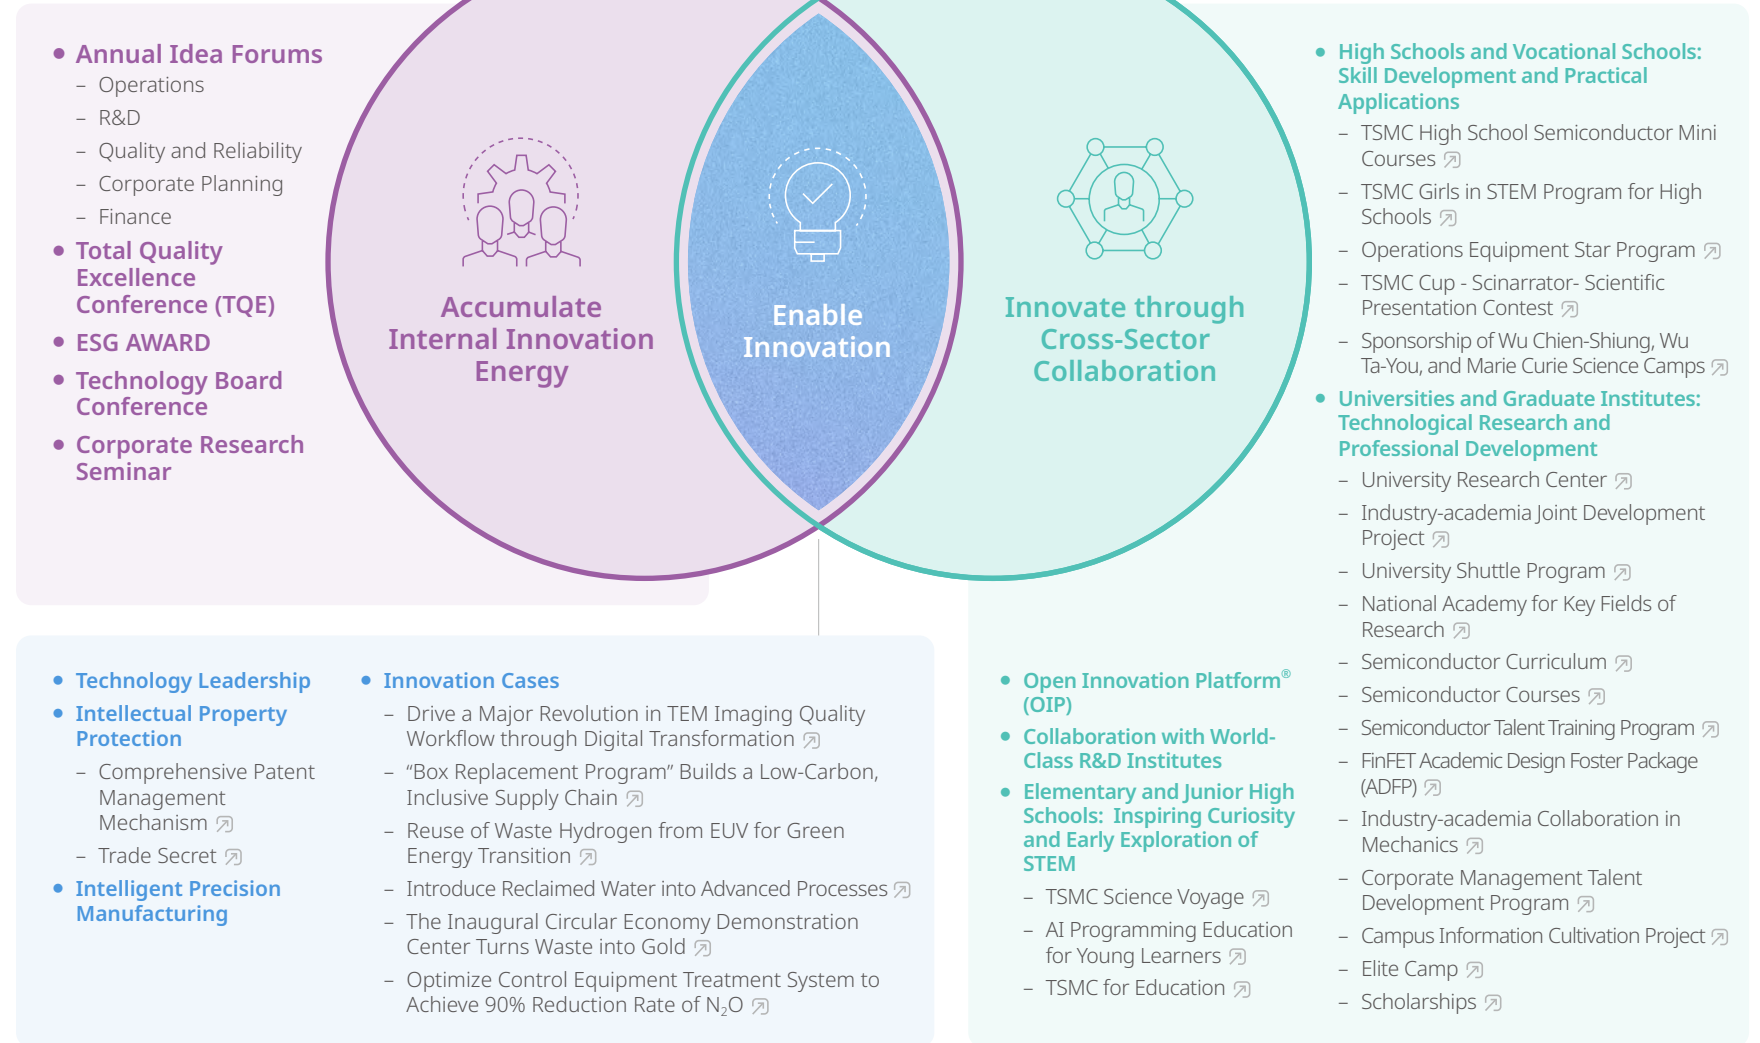 • Annual Idea Forums
– Operations
– R&D
– Quality and Reliability
– Corporate Planning
– Finance
• Total Quality
Excellence
Conference (TQE)
• ESG AWARD
• Technology Board
Conference
• Corporate Research
Seminar
Accumulate
Internal Innovation
Energy
Enable
Innovation
Innovate through
Cross-Sector
Collaboration
• Technology Leadership
• Intellectual Property
Protection
– Comprehensive Patent
Management
Mechanism
– Trade Secret
• Intelligent Precision
Manufacturing
• Innovation Cases
– Drive a Major Revolution in TEM Imaging Quality
Workflow through Digital Transformation
– “Box Replacement Program” Builds a Low-Carbon,
Inclusive Supply Chain
– Reuse of Waste Hydrogen from EUV for Green
Energy Transition
– Introduce Reclaimed Water into Advanced Processes
– The Inaugural Circular Economy Demonstration
Center Turns Waste into Gold
– Optimize Control Equipment Treatment System to
Achieve 90% Reduction Rate of N₂O
• Open Innovation Platform®
(OIP)
• Collaboration with World-
Class R&D Institutes
• Elementary and Junior High
Schools: Inspiring Curiosity
and Early Exploration of
STEM
– TSMC Science Voyage
– AI Programming Education
for Young Learners
– TSMC for Education
• High Schools and Vocational Schools:
Skill Development and Practical
Applications
– TSMC High School Semiconductor Mini
Courses
– TSMC Girls in STEM Program for High
Schools
– Operations Equipment Star Program
– TSMC Cup - Scinarrator- Scientific
Presentation Contest
– Sponsorship of Wu Chien-Shiung, Wu
Ta-You, and Marie Curie Science Camps
• Universities and Graduate Institutes:
Technological Research and
Professional Development
– University Research Center
– Industry-academia Joint Development
Project
– University Shuttle Program
– National Academy for Key Fields of
Research
– Semiconductor Curriculum
– Semiconductor Courses
– Semiconductor Talent Training Program
– FinFET Academic Design Foster Package
(ADFP)
– Industry-academia Collaboration in
Mechanics
– Corporate Management Talent
Development Program
– Campus Information Cultivation Project
– Elite Camp
– Scholarships